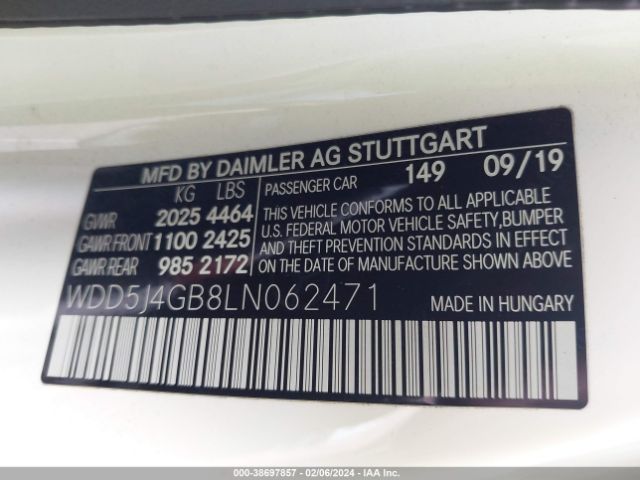 MFD BY DAIMLER AG STUTTGART
KG LBS
GVWR 2025 4464
GAWR FRONT 1100 2425
GAWR REAR 985 2172
PASSENGER CAR 149 09/19
THIS VEHICLE CONFORMS TO ALL APPLICABLE
U.S. FEDERAL MOTOR VEHICLE SAFETY, BUMPER
AND THEFT PREVENTION STANDARDS IN EFFECT
ON THE DATE OF MANUFACTURE SHOWN ABOVE.
WDD5J4GB8LN062471
MADE IN HUNGARY
000-38697857 - 02/06/2024 - IAAI.COM